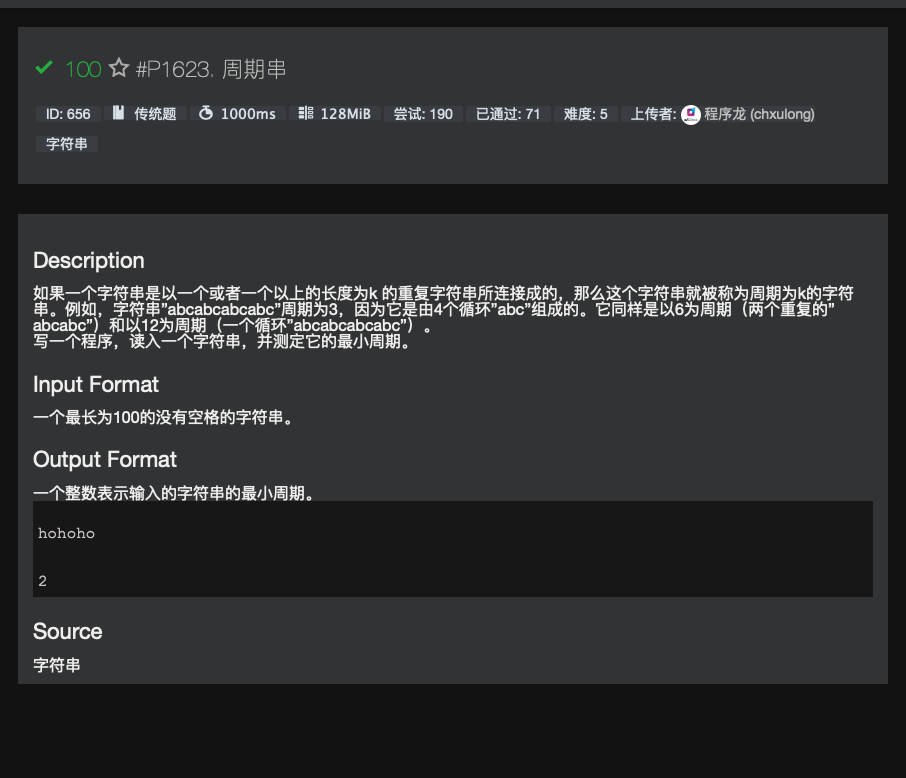 100 #P1623. 周期串
ID: 656 传统题 1000ms 128MiB 尝试: 190 已通过: 71 难度: 5 上传者: 程序龙 (chxulong)
字符串
Description
如果一个字符串是以一个或者一个以上的长度为k 的重复字符串所连接成的，那么这个字符串就被称为周期为k的字符
串。例如，字符串”abcabcabcabc”周期为3，因为它是由4个循环”abc”组成的。它同样是以6为周期（两个重复的”
abcabc”）和以12为周期（一个循环”abcabcabcabc”）。
写一个程序，读入一个字符串，并测定它的最小周期。
Input Format
一个最长为100的没有空格的字符串。
Output Format
一个整数表示输入的字符串的最小周期。
hohoho
2
Source
字符串